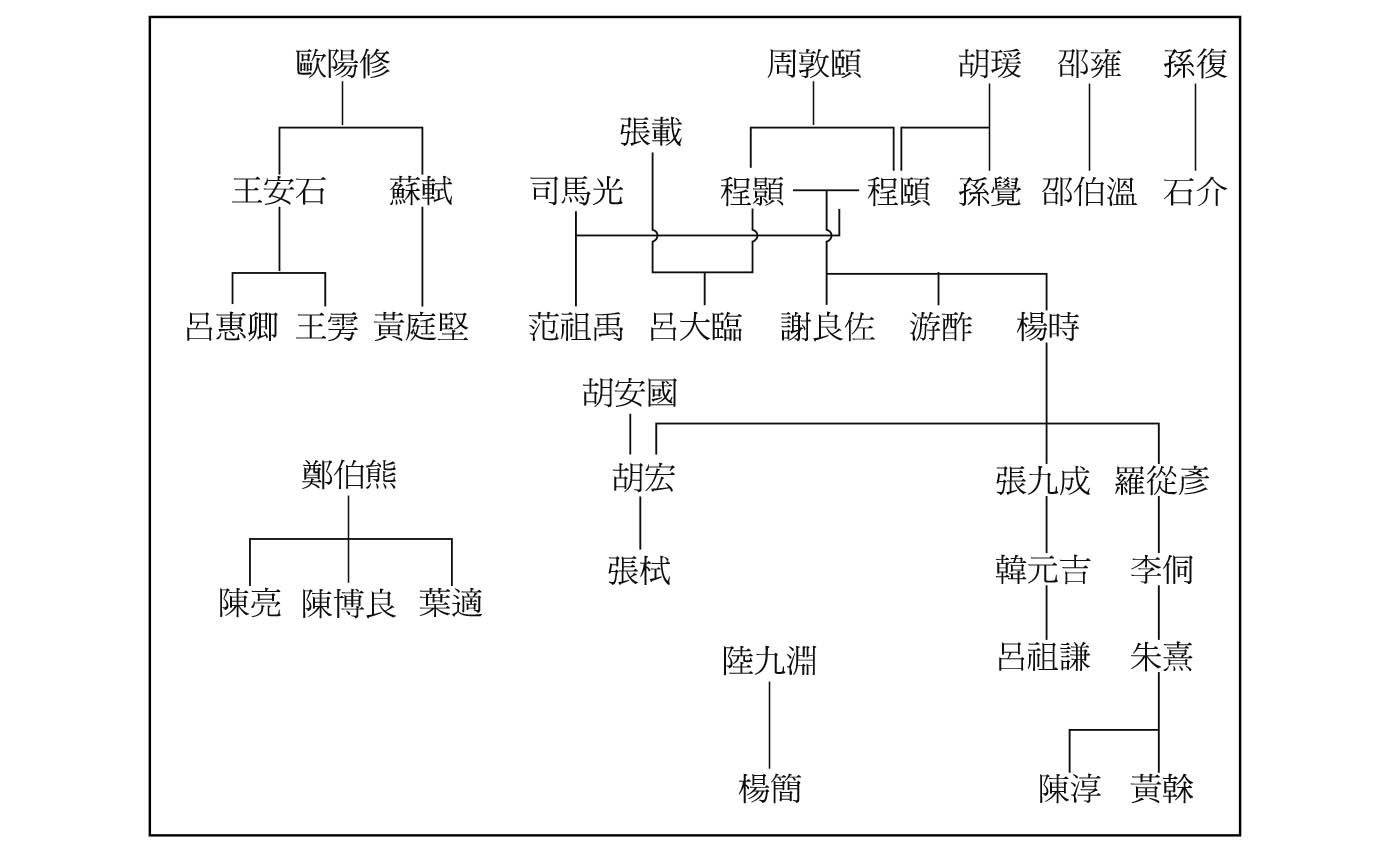 歐陽修 周敦頤 胡瑗 邵雍 孫復
張載
王安石 蘇軾 司馬光 程顥 程頤 孫覺 邵伯溫 石介
呂惠卿 王雱 黃庭堅 范祖禹 呂大臨 謝良佐 游酢 楊時
胡安國
鄭伯熊 胡宏 張九成 羅從彥
張栻 韓元吉 李侗
陳亮 陳博良 葉適
陸九淵 呂祖謙 朱熹
楊簡 陳淳 黃榦